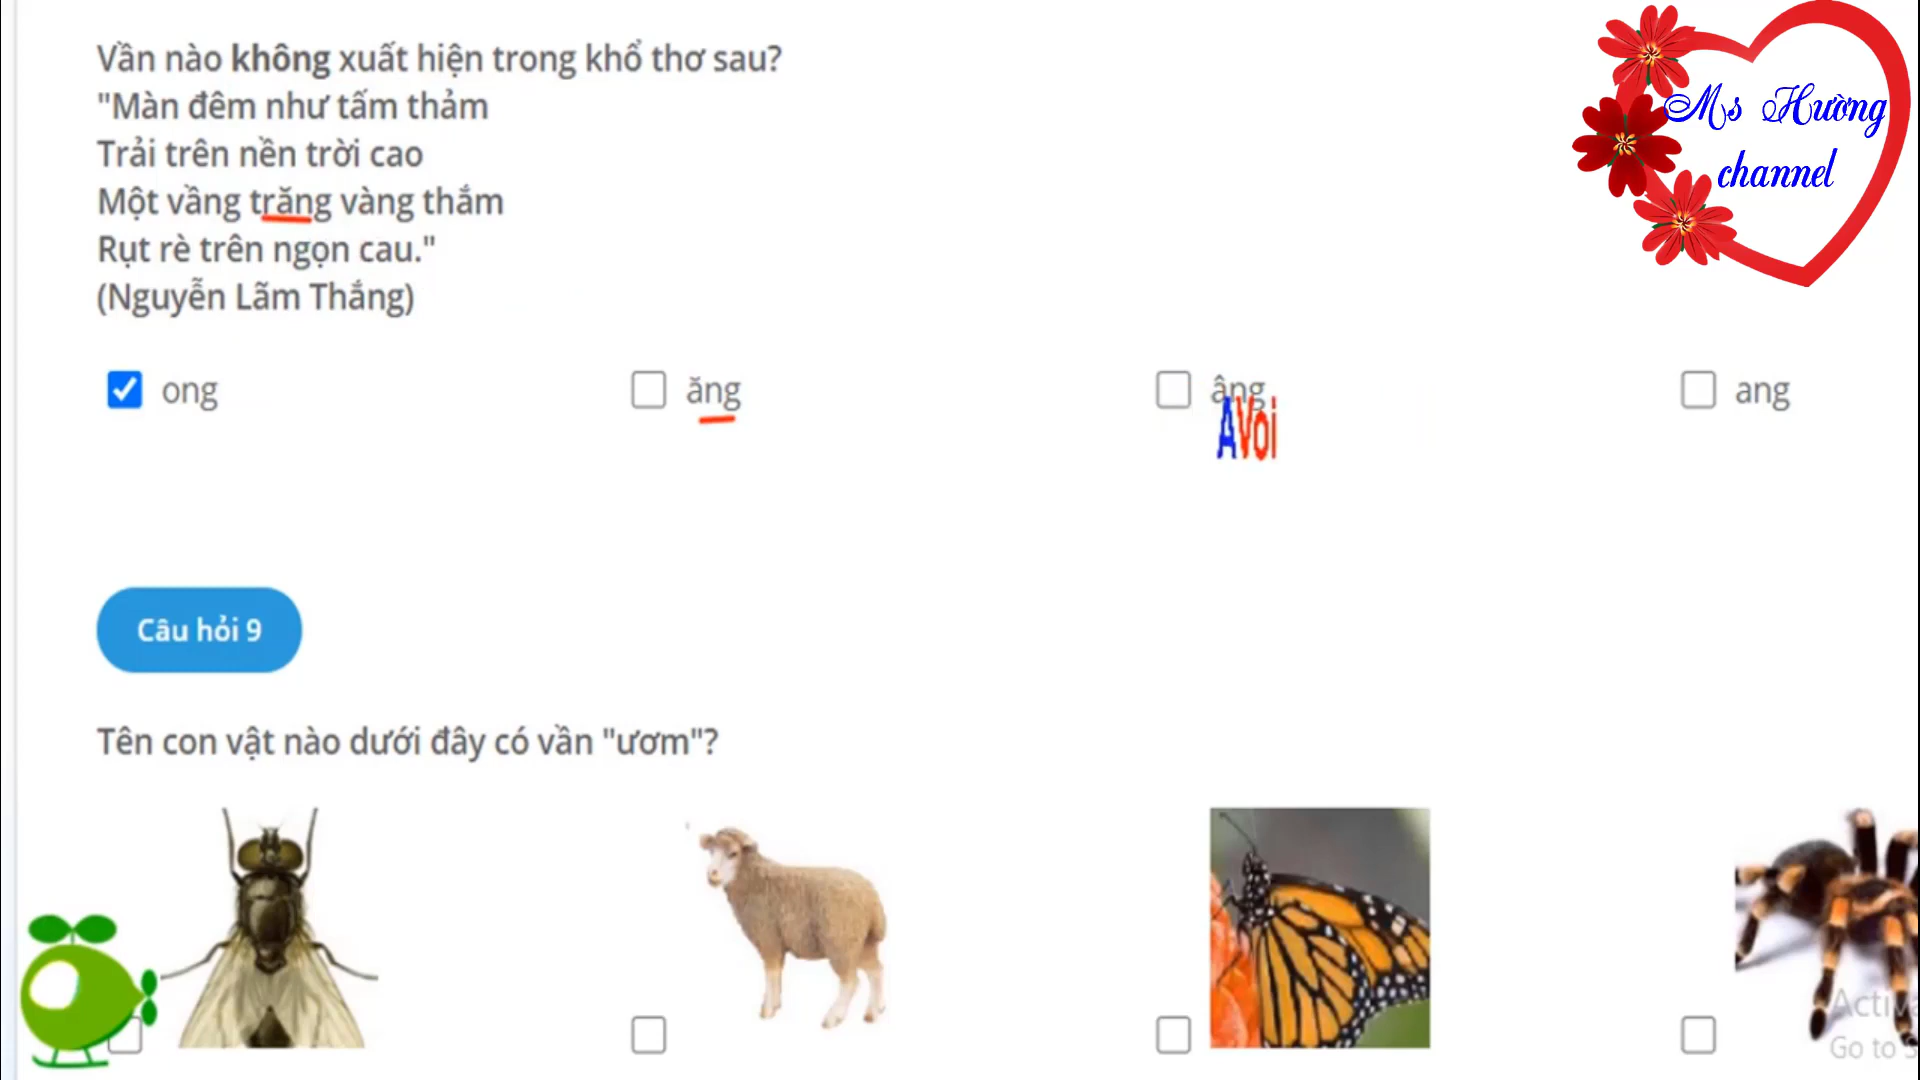 Vần nào không xuất hiện trong khổ thơ sau?
"Màn đêm như tấm thảm
Trải trên nền trời cao
Một vầng trăng vàng thắm
Rụt rè trên ngọn cau."
(Nguyễn Lãm Thắng)
ong
ăng
âng
ang
AVoi
Câu hỏi 9
Tên con vật nào dưới đây có vần "ươm"?
Ms Hường
channel
Go to